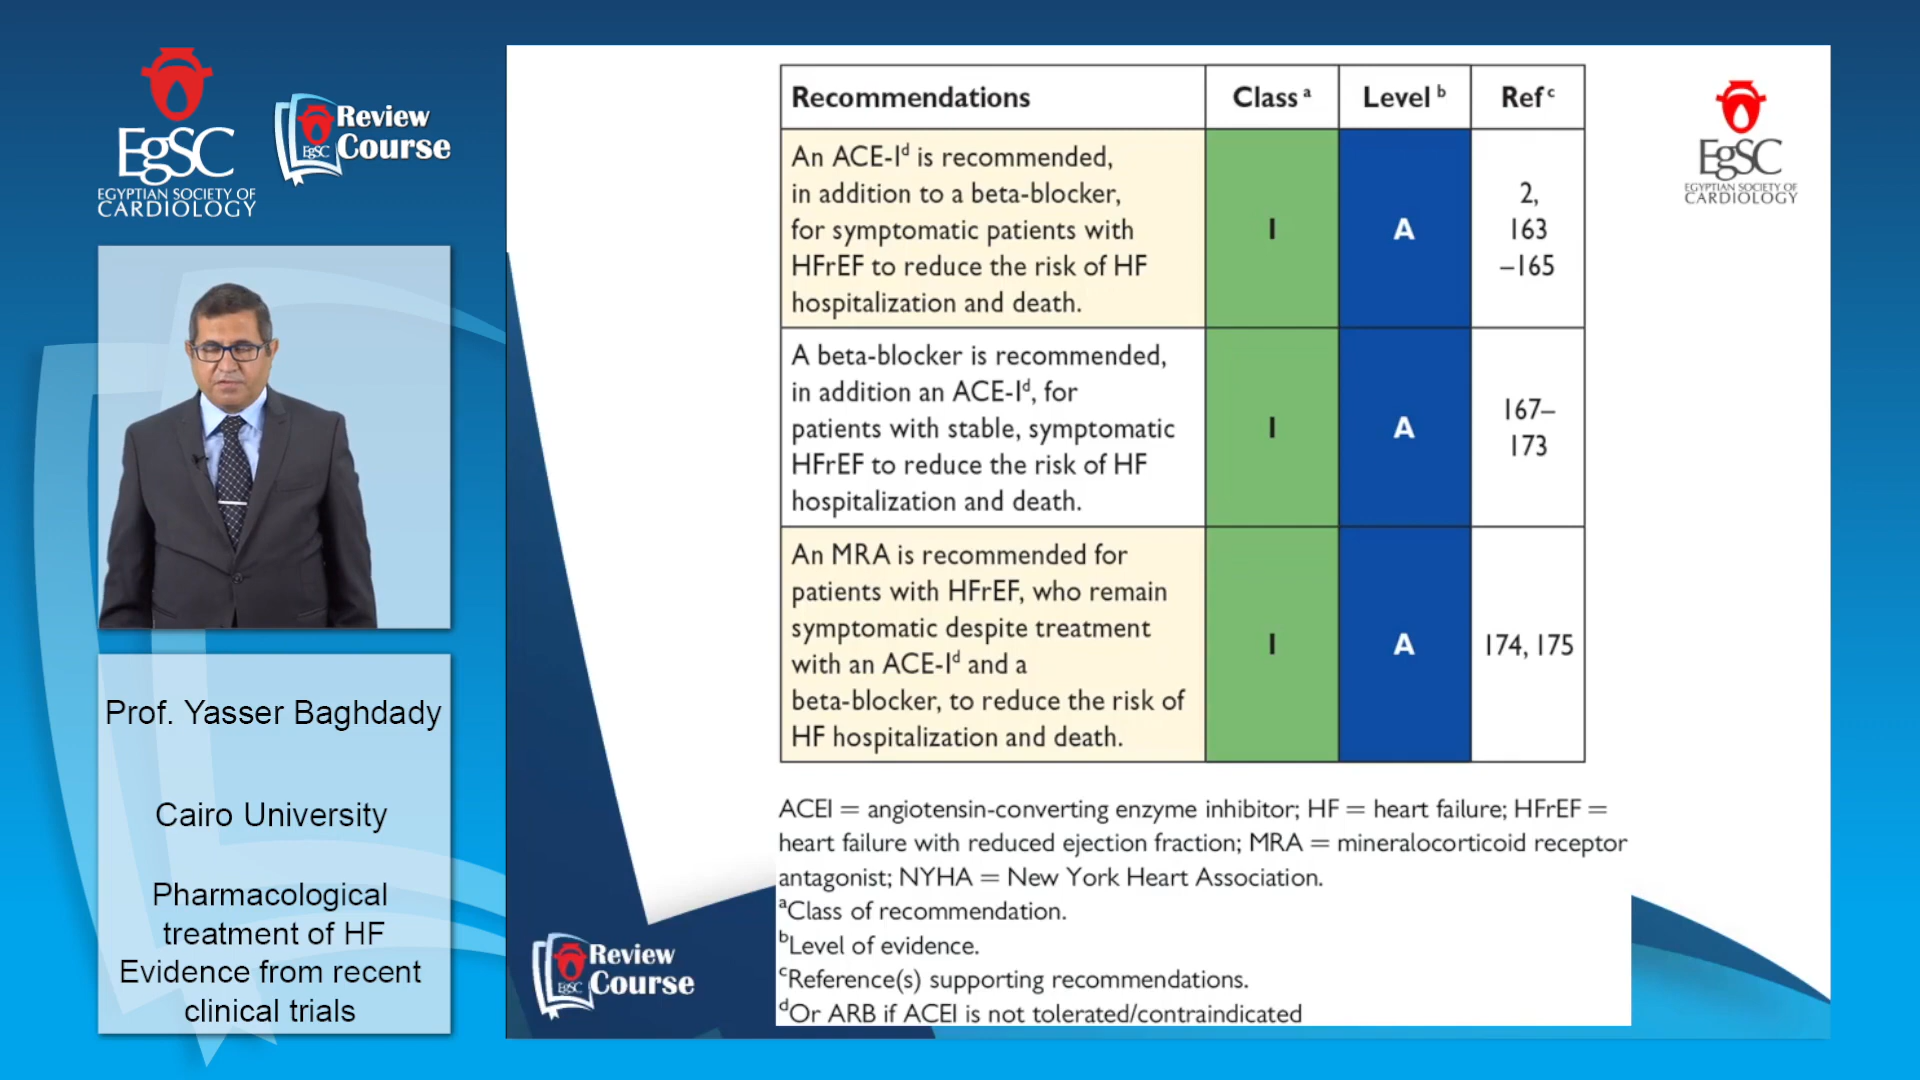 EgSC
EGYPTIAN SOCIETY OF
CARDIOLOGY
EgSC
Review
Course
Prof. Yasser Baghdady
Cairo University
Pharmacological
treatment of HF
Evidence from recent
clinical trials
Recommendations Class a Level b Ref c
An ACE-Id is recommended,
in addition to a beta-blocker,
for symptomatic patients with
HFrEF to reduce the risk of HF
hospitalization and death.
I
A
2,
163
–165
A beta-blocker is recommended,
in addition an ACE-Id, for
patients with stable, symptomatic
HFrEF to reduce the risk of HF
hospitalization and death.
I
A
167–
173
An MRA is recommended for
patients with HFrEF, who remain
symptomatic despite treatment
with an ACE-Id and a
beta-blocker, to reduce the risk of
HF hospitalization and death.
I
A
174, 175
ACEI = angiotensin-converting enzyme inhibitor; HF = heart failure; HFrEF =
heart failure with reduced ejection fraction; MRA = mineralocorticoid receptor
antagonist; NYHA = New York Heart Association.
aClass of recommendation.
bLevel of evidence.
cReference(s) supporting recommendations.
dOr ARB if ACEI is not tolerated/contraindicated
EgSC
EGYPTIAN SOCIETY OF
CARDIOLOGY
EgSC
Review
Course